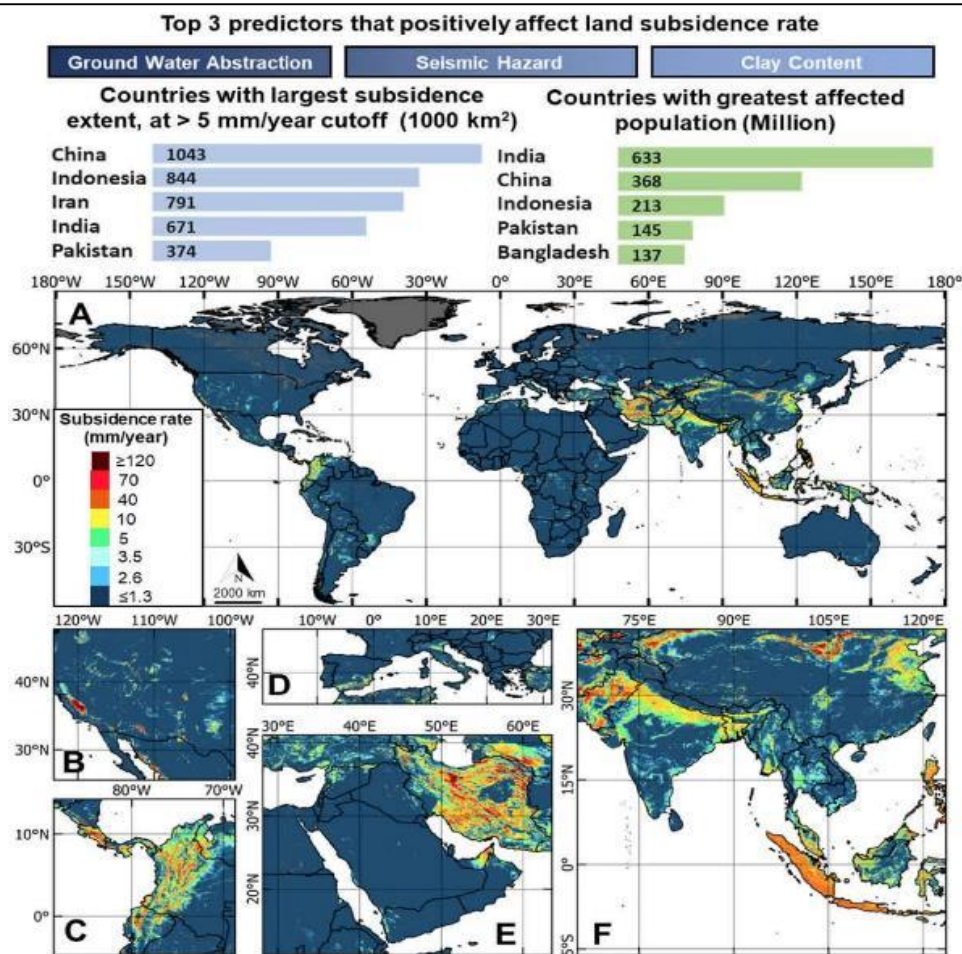 Top 3 predictors that positively affect land subsidence rate
Ground Water Abstraction
Seismic Hazard
Clay Content
Countries with largest subsidence
extent, at > 5 mm/year cutoff (1000 km²)
China 1043
Indonesia 844
Iran 791
India 671
Pakistan 374
Countries with greatest affected
population (Million)
India 633
China 368
Indonesia 213
Pakistan 145
Bangladesh 137
180° 150°W 120°W 90°W 60°W 30°W 0° 30°E 60°E 90°E 120°E 150°E 180°
A
60°N
30°N
0°
30°S
Subsidence rate
(mm/year)
≥120
70
40
10
5
3.5
2.6
≤1.3
N
2000 km
120°W 110°W 100°W
40°N
30°N
B
10°W 0° 10°E 20°E 30°E
40°N
D
80°W 70°W
10°N
0°
C
30°E 40°E 50°E 60°E
40°N
30°N
20°N
E
75°E 90°E 105°E 120°E
30°N
15°N
0°
F